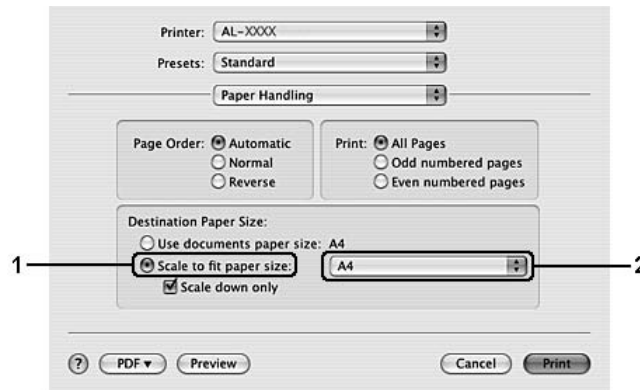 Printer: AL-XXXX
Presets: Standard
Paper Handling
Page Order: Automatic
Normal
Reverse
Print: All Pages
Odd numbered pages
Even numbered pages
Destination Paper Size:
Use documents paper size: A4
1 Scale to fit paper size: A4 2
Scale down only
? PDF Preview Cancel Print